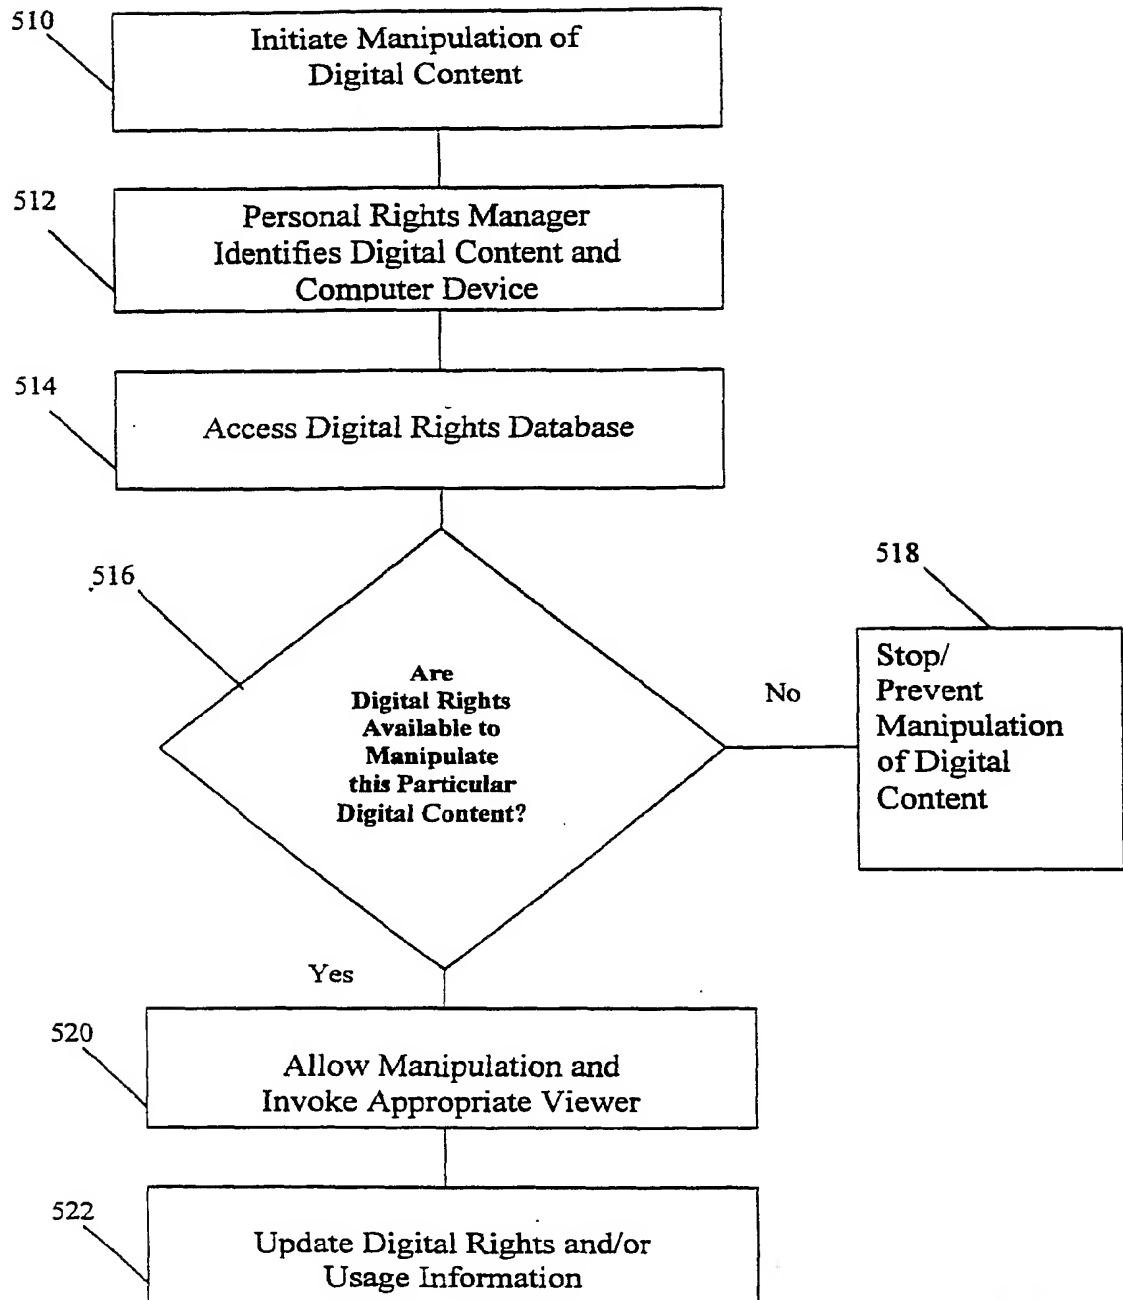 510
Initiate Manipulation of
Digital Content
512
Personal Rights Manager
Identifies Digital Content and
Computer Device
514
Access Digital Rights Database
516
Are
Digital Rights
Available to
Manipulate
this Particular
Digital Content?
No
518
Stop/
Prevent
Manipulation
of Digital
Content
Yes
520
Allow Manipulation and
Invoke Appropriate Viewer
522
Update Digital Rights and/or
Usage Information